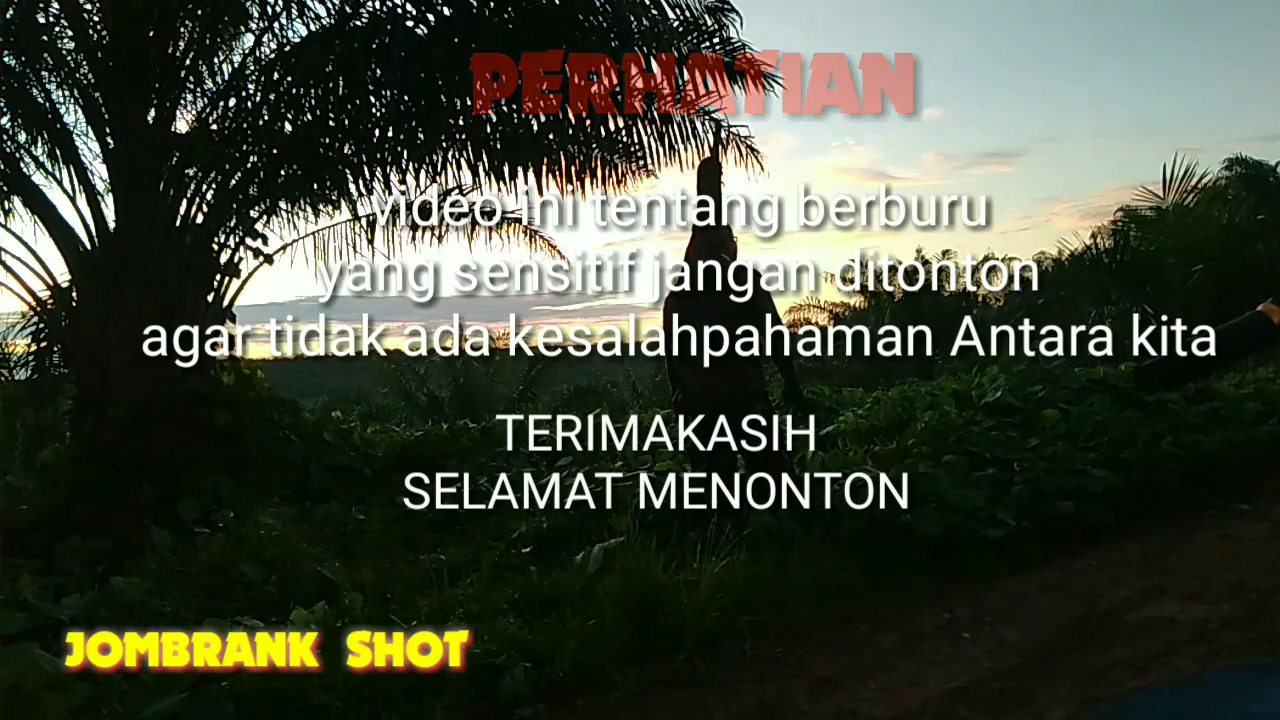 PERHATIAN
video ini tentang berburu
yang sensitif jangan ditonton
agar tidak ada kesalahpahaman Antara kita
TERIMAKASIH
SELAMAT MENONTON
JOMBRANK SHOT